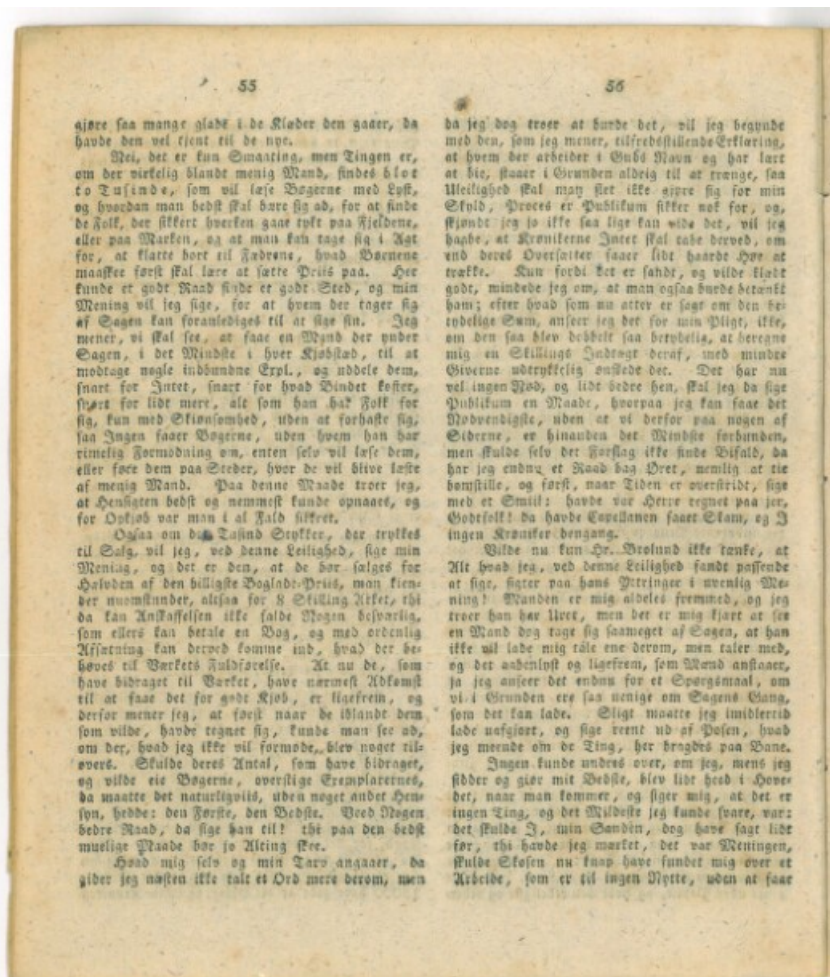 55
gjøre saa mange glade i de Klæder den gaaer, da
havde den vel tjent til de nye.
Nei, det er kun Smaating, men Tingen er,
om der virkelig blandt menig Mand, findes blot
to Tusinde, som vil læse Bøgerne med Lyst,
og hvordan man bedst skal bære sig ad, for at finde
de Folk, der sikkert hverken gaae tykt paa Fjeldene,
eller paa Marken, og at man kan tage sig i Agt
for, at klatte bort til Fædrene, hvad Børnene
maaskee først skal lære at sætte Priis paa. Her
kunde et godt Raad finde et godt Sted, og min
Mening vil jeg sige, for at hvem der tager sig
af Sagen kan foranlediges til at sige sin. Jeg
mener, vi skal see, at faae en Mand der ynder
Sagen, i det Mindste i hver Kjøbstæd, til at
modtage nogle indbundne Expl., og uddele dem,
snart for Intet, snart for hvad Bindet koster,
snart for lidt mere, alt som han har Folk for
sig, kun med Skiønsomhed, uden at forhaste sig,
saa Ingen faaer Bøgerne, uden hvem han har
rimelig Formodning om, enten selv vil læse dem,
eller føre dem paa Steder, hvor de vil blive læste
af menig Mand. Paa denne Maade troer jeg,
at Hensigten bedst og nemmest kunde opnaaes, og
for Opkjøb var man i al Fald sikkret.
Ogsaa om de Tusind Stykker, der trykkes
til Salg, vil jeg, ved denne Leilighed, sige min
Mening, og det er den, at de bør sælges for
Halvden af den billigste Boglade-Priis, man kien-
der nuomstunder, altsaa for 8 Skilling Arket, thi
da kan Anskaffelsen ikke falde Nogen besværlig,
som ellers kan betale en Bog, og med ordenlig
Afsætning kan derved komme ind, hvad der be-
høves til Værkets Fuldførelse. At nu de, som
have bidraget til Værket, have nærmest Adkomst
til at faae det for godt Kjøb, er ligefrem, og
derfor mener jeg, at først naar de iblandt dem
som vilde, havde tegnet sig, kunde man see ad,
om der, hvad jeg ikke vil formode, blev noget til-
overs. Skulde deres Antal, som have bidraget,
og vilde eie Bøgerne, overstige Exemplarernes,
da maatte det naturligviis, uden noget andet Hen-
syn, hedde: den Første, den Bedste. Veed Nogen
bedre Raad, da sige han til! thi paa den bedst
muelige Maade bør jo Alting skee.
Hvad mig selv og min Tarv angaaer, da
gider jeg næsten ikke talt et Ord mere derom, men
56
da jeg dog troer at burde det, vil jeg begynde
med den, som jeg mener, tilfredsstillende Erklæring,
at hvem der arbeider i Guds Navn og har lært
at bie, staaer i Grunden aldrig til at trænge, saa
Uleilighed skal man slet ikke gjøre sig for min
Skyld, Proces er Publikum sikker nok for, og,
skjøndt jeg jo ikke saa lige kan vide det, vil jeg
haabe, at Krønikerne Intet skal tabe derved, om
end deres Oversætter faaer lidt haardt Hør at
trække. Kun fordi det er sandt, og vilde klædt
godt, mindede jeg om, at man ogsaa burde betænkt
ham; efter hvad som nu atter er sagt om den be-
tydelige Sum, anseer jeg det for min Pligt, ikke,
om den saa blev dobbelt saa betydelig, at beregne
mig en Skillings Indtægt deraf, med mindre
Giverne udtrykkelig ønskede det. Det har nu
vel ingen Nød, og lidt bedre hen, skal jeg da sige
Publikum en Maade, hvorpaa jeg kan faae det
Nødvendigste, uden at vi derfor paa nogen af
Siderne, er hinanden det Mindste forbunden,
men skulde selv det Forslag ikke finde Bifald, da
har jeg endnu et Raad bag Øret, nemlig at tie
bomstille, og først, naar Tiden er overstridt, sige
med et Smiil: havde vor Herre regnet paa jer,
Godtfolk! da havde Capellanen faaet Skam, og I
ingen Krøniker dengang.
Vilde nu kun Hr. Brolund ikke tænke, at
Alt hvad jeg, ved denne Leilighed fandt passende
at sige, sigter paa hans Yttringer i uvenlig Me-
ning! Manden er mig aldeles fremmed, og jeg
troer han har Uret, men det er mig kjært at see
en Mand dog tage sig saameget af Sagen, at han
ikke vil lade mig tale ene derom, men taler med,
og det aabenlyst og ligefrem, som Mænd anstaaer,
ja jeg anseer det endnu for et Spørgsmaal, om
vi i Grunden ere saa uenige om Sagens Gang,
som det kan lade. Sligt maatte jeg imidlertid
lade uafgjort, og sige reent ud af Posen, hvad
jeg meende om de Ting, her bragdes paa Bane.
Ingen kunde undres over, om jeg, mens jeg
sidder og giør mit Bedste, blev lidt heed i Hove-
det, naar man kommer, og siger mig, at det er
ingen Ting, og det Mildeste jeg kunde svare, var:
det skulde I, min Sandten, dog have sagt lidt
før, thi havde jeg mærket, det var Meningen,
skulde Skosen nu knap have fundet mig over et
Arbeide, som er til ingen Nytte, uden at faae